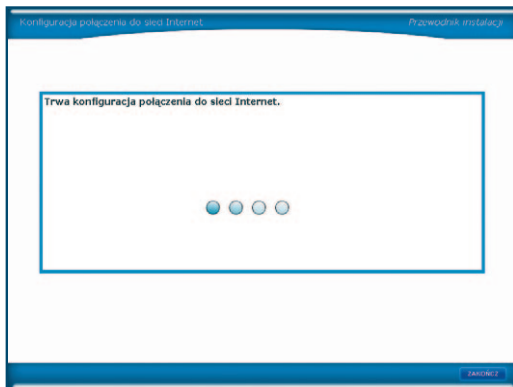 Konfiguracja połączenia do sieci Internet
Przewodnik instalacji
Trwa konfiguracja połączenia do sieci Internet.
ZAKOŃCZ